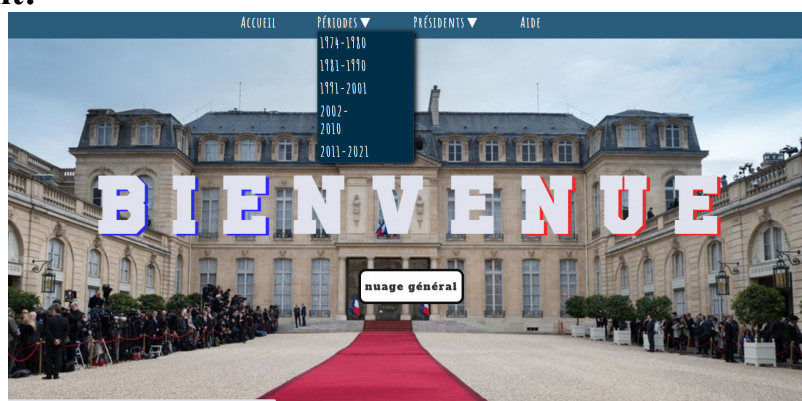 Accueil Périodes▼ Présidents▼ Aide
1974-1980
1981-1990
1991-2001
2002-
2010
2011-2021
BIENVENUE
nuage général